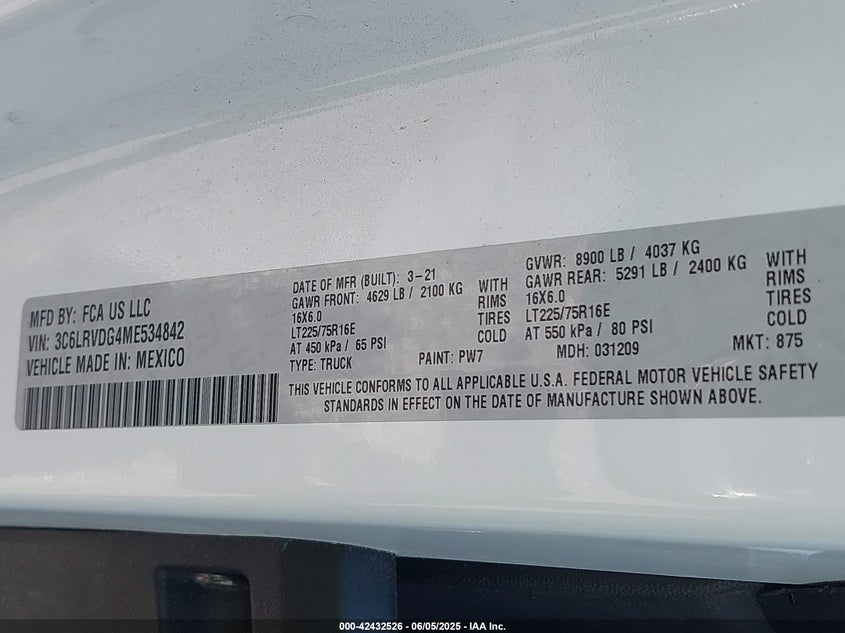 MFD BY: FCA US LLC
VIN: 3C6LRVDG4ME534842
VEHICLE MADE IN: MEXICO
DATE OF MFR (BUILT): 3-21
GAWR FRONT: 4629 LB / 2100 KG WITH
16X6.0 RIMS
LT225/75R16E TIRES
AT 450 kPa / 65 PSI COLD
TYPE: TRUCK PAINT: PW7
GVWR: 8900 LB / 4037 KG
GAWR REAR: 5291 LB / 2400 KG WITH
16X6.0 RIMS
LT225/75R16E TIRES
AT 550 kPa / 80 PSI COLD
MDH: 031209 MKT: 875
THIS VEHICLE CONFORMS TO ALL APPLICABLE U.S.A. FEDERAL MOTOR VEHICLE SAFETY
STANDARDS IN EFFECT ON THE DATE OF MANUFACTURE SHOWN ABOVE.
000-42432526 - 06/05/2025 - IAA Inc.